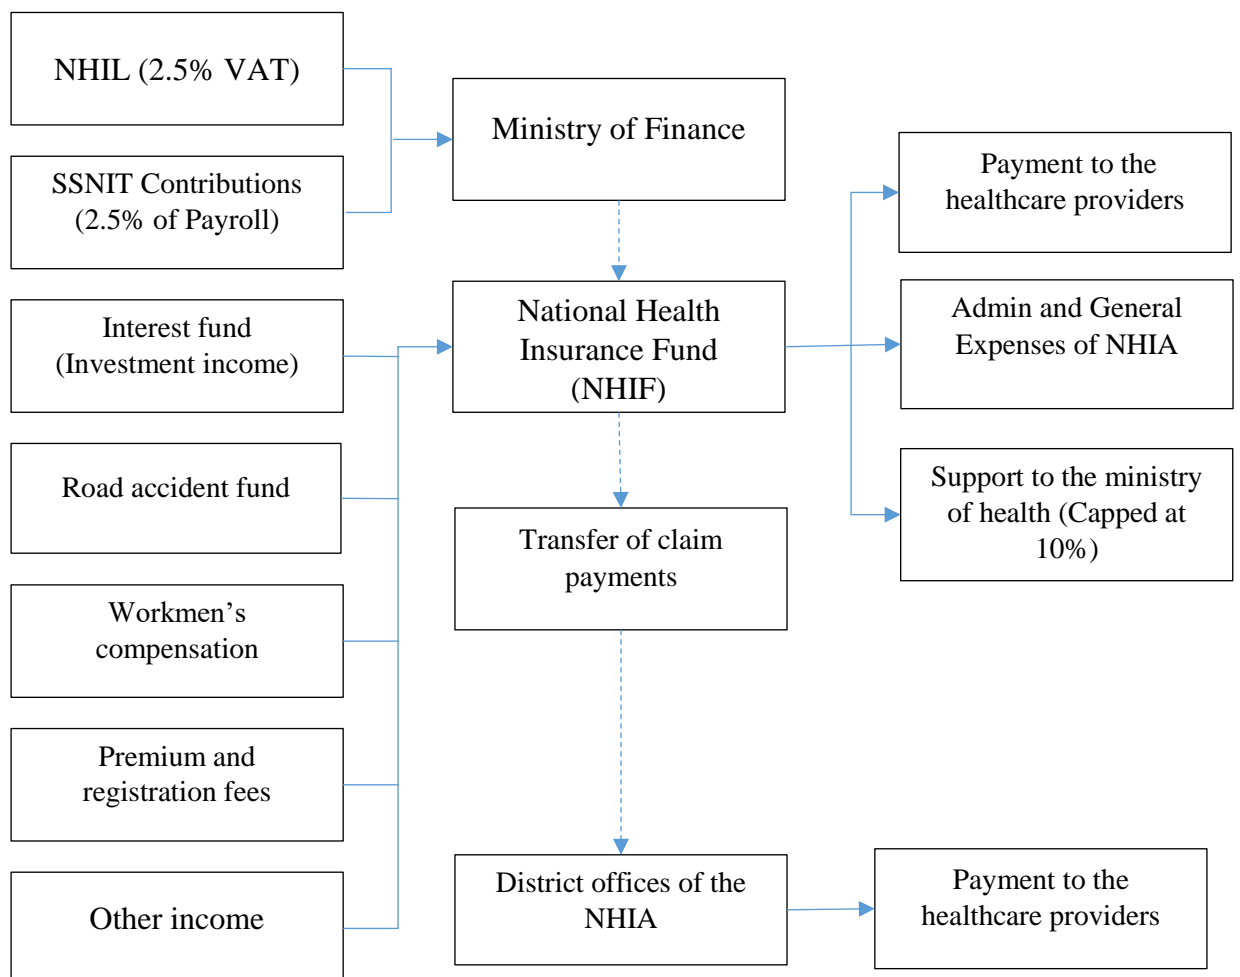 NHIL (2.5% VAT)
SSNIT Contributions
(2.5% of Payroll)
Interest fund
(Investment income)
Road accident fund
Workmen’s
compensation
Premium and
registration fees
Other income
Ministry of Finance
National Health
Insurance Fund
(NHIF)
Transfer of claim
payments
District offices of the
NHIA
Payment to the
healthcare providers
Admin and General
Expenses of NHIA
Support to the ministry
of health (Capped at
10%)
Payment to the
healthcare providers